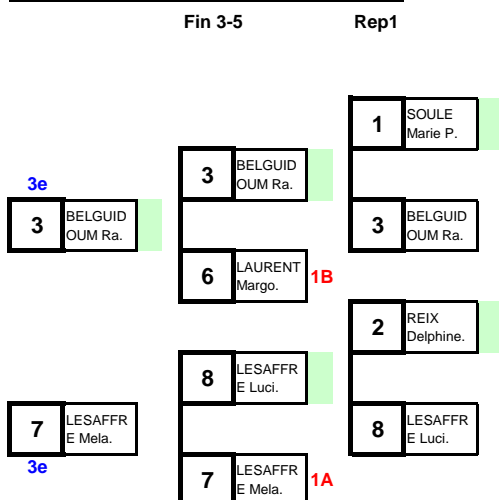 Fin 3-5 Rep1
1 SOULE
Marie P.
3 BELGUID
OUM Ra.
3e
3 BELGUID
OUM Ra.
3 BELGUID
OUM Ra.
6 LAURENT
Margo. 1B
2 REIX
Delphine.
8 LESAFFR
E Luci.
7 LESAFFR
E Mela.
3e
8 LESAFFR
E Luci.
7 LESAFFR
E Mela. 1A